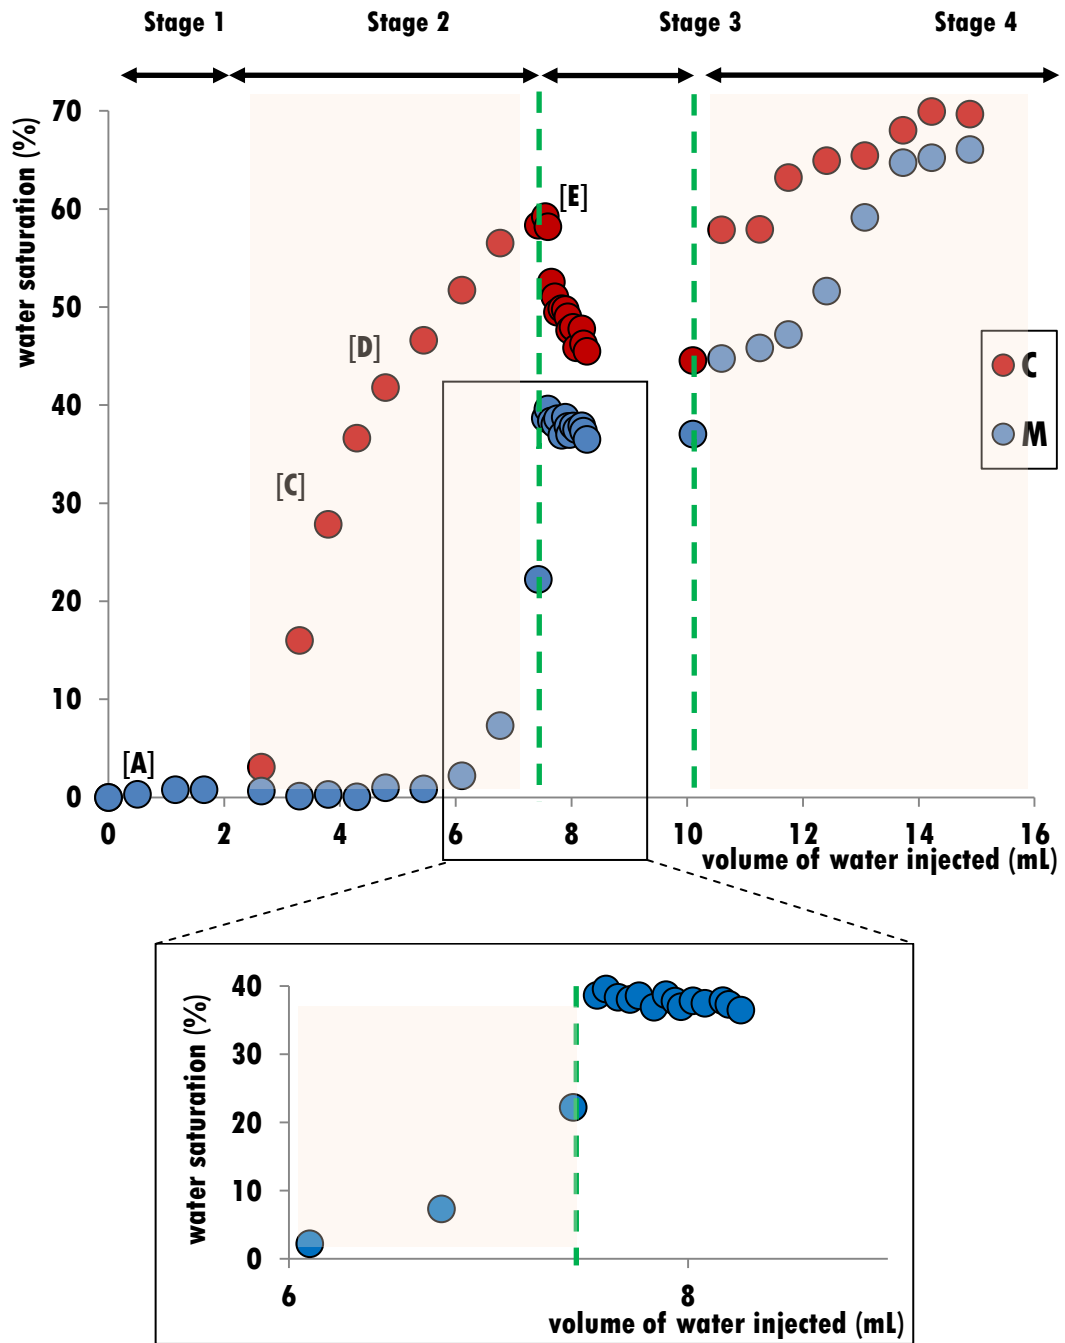 Stage 1 Stage 2 Stage 3 Stage 4
water saturation (%)
70
60
50
40
30
20
10
0
[A]
[C]
[D]
[E]
C
M
0 2 4 6 8 10 12 14 16
volume of water injected (mL)
water saturation (%)
40
30
20
10
0
6 8
volume of water injected (mL)